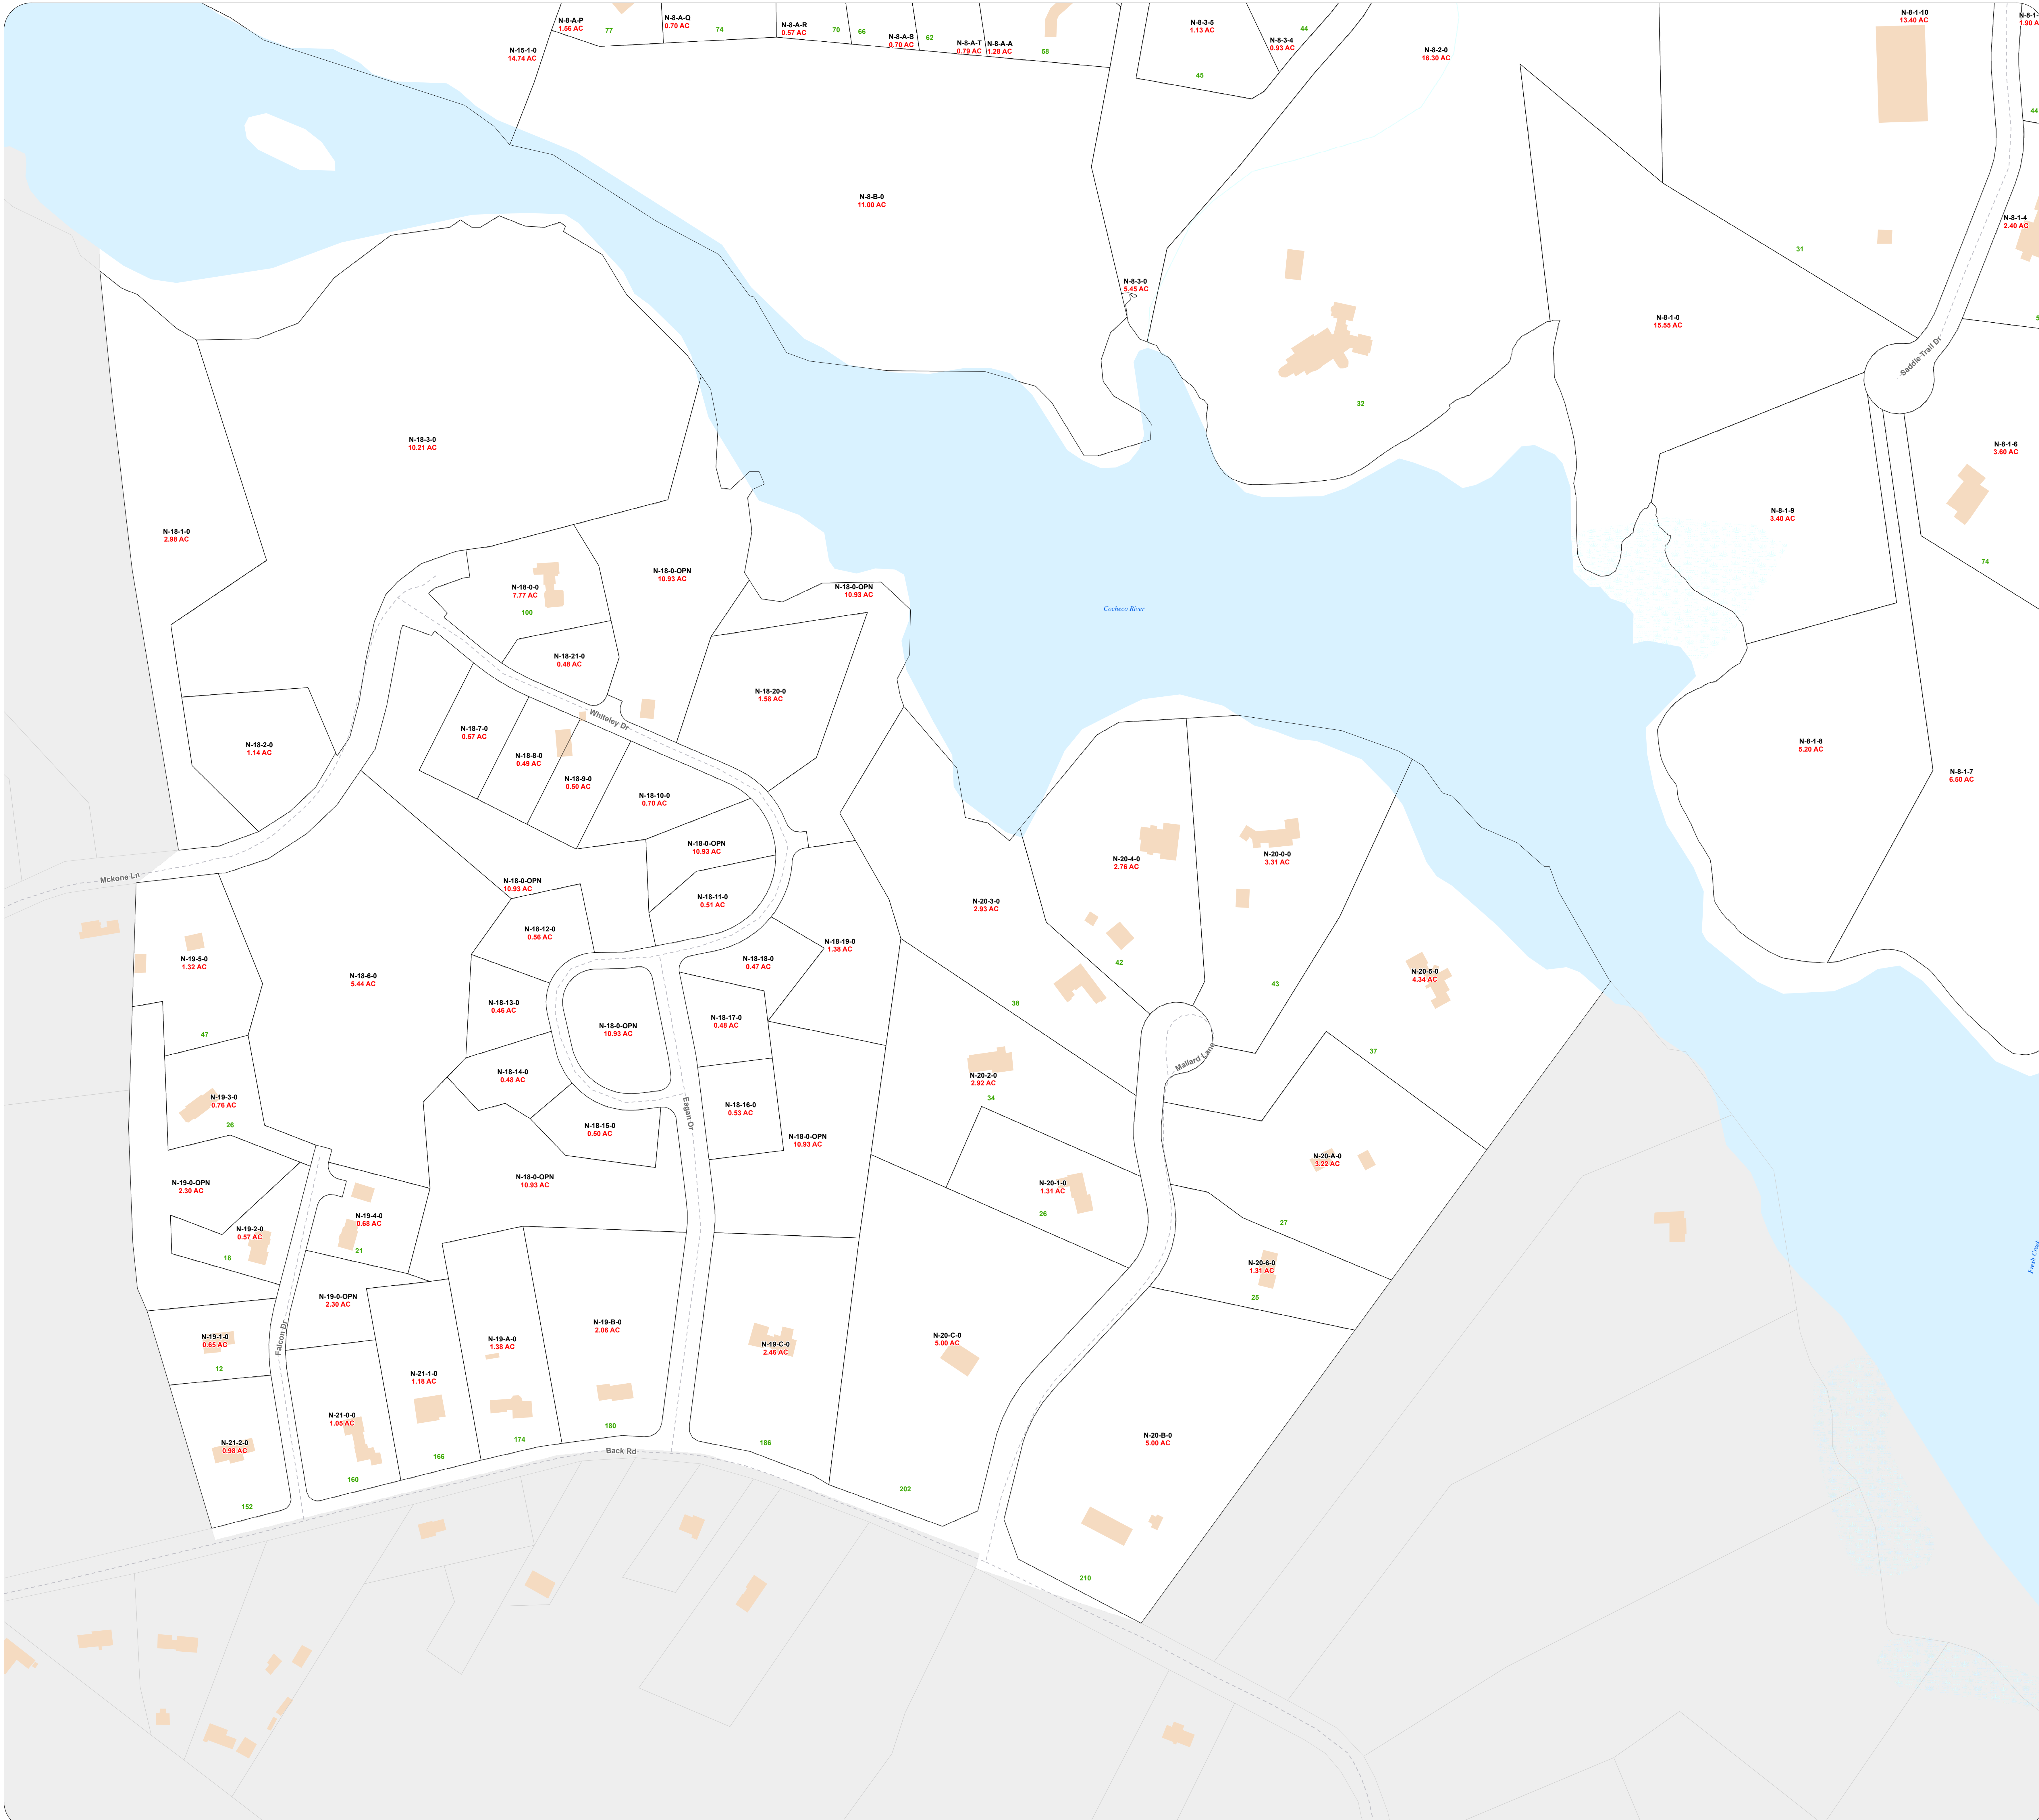 N-8-A-P
1.56 AC
77
N-8-A-Q
0.70 AC
74
N-8-A-R
0.57 AC
70
66
N-8-A-S
0.70 AC
62
N-8-A-T
0.79 AC
N-8-A-A
1.28 AC
58
N-8-3-5
1.13 AC
45
N-8-3-4
0.93 AC
44
N-8-2-0
16.30 AC
N-8-1-10
13.40 AC
N-15-1-0
14.74 AC
44
N-8-B-0
11.00 AC
N-8-1-4
2.40 AC
31
N-8-3-0
5.45 AC
N-8-1-0
15.55 AC
Saddle Trail Dr
32
N-18-3-0
10.21 AC
N-8-1-6
3.60 AC
N-8-1-9
3.40 AC
74
N-18-1-0
2.98 AC
N-18-0-OPN
10.93 AC
N-18-0-0
7.77 AC
100
N-18-0-OPN
10.93 AC
Cocheco River
N-18-21-0
0.48 AC
N-18-20-0
1.58 AC
Whiteley Dr
N-18-7-0
0.57 AC
N-18-2-0
1.14 AC
N-18-8-0
0.49 AC
N-18-9-0
0.50 AC
N-18-10-0
0.70 AC
N-8-1-8
5.20 AC
N-8-1-7
6.50 AC
N-18-0-OPN
10.93 AC
N-20-4-0
2.76 AC
N-20-0-0
3.31 AC
Mckone Ln
N-18-0-OPN
10.93 AC
N-18-11-0
0.51 AC
N-20-3-0
2.93 AC
N-18-12-0
0.56 AC
N-18-19-0
1.38 AC
N-19-5-0
1.32 AC
N-18-18-0
0.47 AC
42
N-20-5-0
4.34 AC
N-18-6-0
5.44 AC
43
N-18-13-0
0.46 AC
38
N-18-17-0
0.48 AC
N-18-0-OPN
10.93 AC
47
Mallard Lane
37
N-18-14-0
0.48 AC
N-20-2-0
2.92 AC
34
N-19-3-0
0.76 AC
26
Eagan Dr
N-18-16-0
0.53 AC
N-18-15-0
0.50 AC
N-18-0-OPN
10.93 AC
N-20-A-0
3.22 AC
N-18-0-OPN
10.93 AC
N-19-0-OPN
2.30 AC
N-20-1-0
1.31 AC
26
27
N-19-4-0
0.68 AC
21
N-19-2-0
0.57 AC
18
Fresh Creek
N-20-6-0
1.31 AC
25
N-19-0-OPN
2.30 AC
N-19-B-0
2.06 AC
N-19-1-0
0.65 AC
12
Falcon Dr
N-19-A-0
1.38 AC
N-19-C-0
2.46 AC
N-20-C-0
5.00 AC
N-21-1-0
1.18 AC
N-21-0-0
1.05 AC
N-21-2-0
0.98 AC
180
174
166
186
N-20-B-0
5.00 AC
Back Rd
160
152
202
210